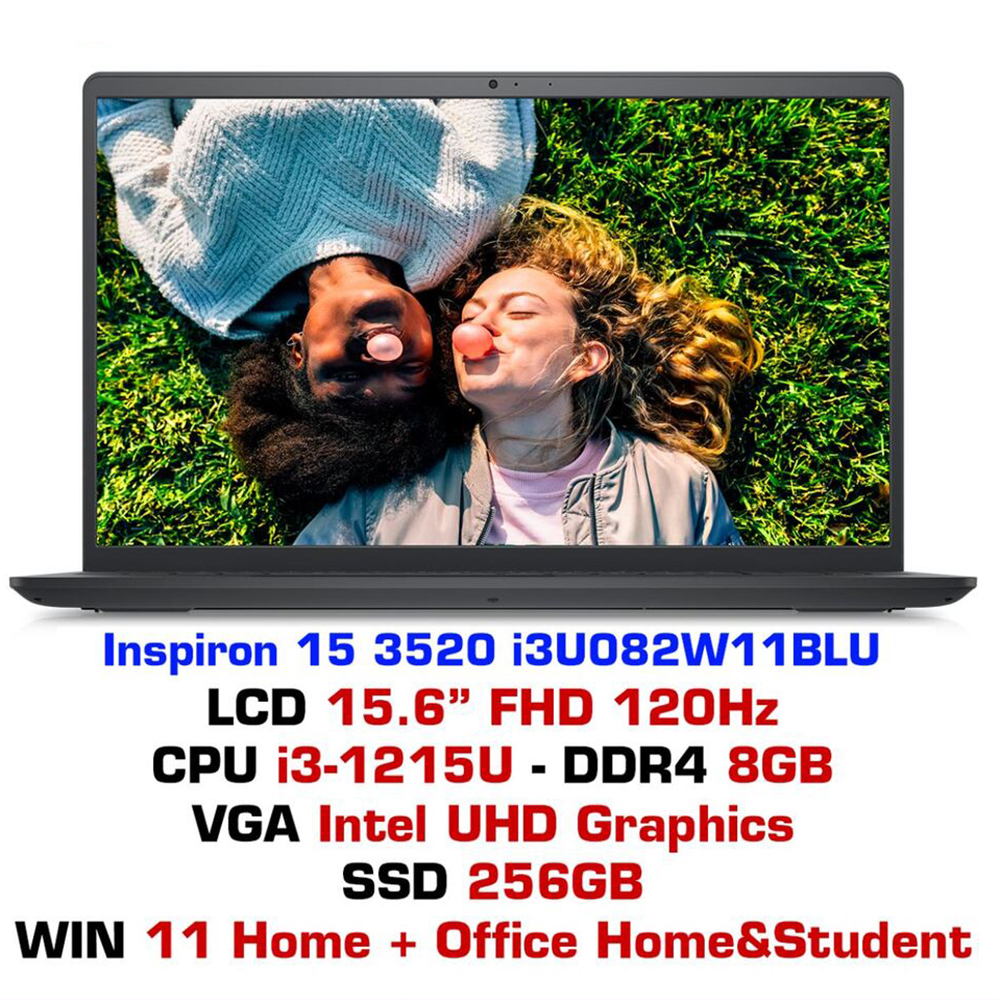 Inspiron 15 3520 i3U082W11BLU
LCD 15.6” FHD 120Hz
CPU i3-1215U - DDR4 8GB
VGA Intel UHD Graphics
SSD 256GB
WIN 11 Home + Office Home&Student